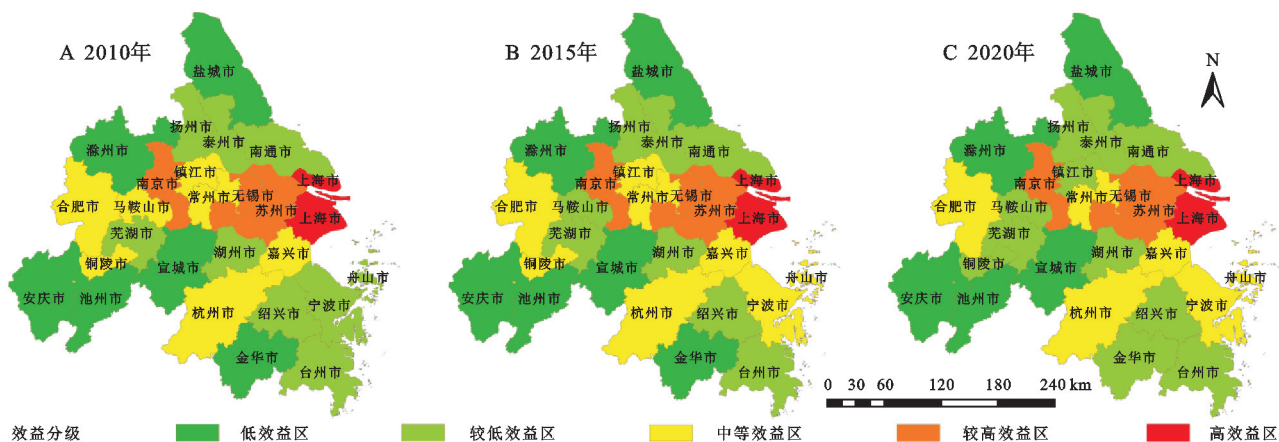 A 2010年
盐城市
扬州市
泰州市
滁州市
南通市
镇江市
南京市
上海市
常州市
无锡市
合肥市
马鞍山市
苏州市
上海市
芜湖市
湖州市
嘉兴市
铜陵市
宣城市
舟山市
安庆市
池州市
杭州市
绍兴市
宁波市
金华市
台州市
B 2015年
盐城市
扬州市
泰州市
滁州市
南通市
镇江市
南京市
上海市
常州市
无锡市
合肥市
马鞍山市
苏州市
上海市
芜湖市
湖州市
嘉兴市
铜陵市
宣城市
舟山市
安庆市
池州市
杭州市
绍兴市
宁波市
金华市
台州市
C 2020年
N
盐城市
扬州市
泰州市
滁州市
南通市
镇江市
南京市
上海市
常州市
无锡市
合肥市
马鞍山市
苏州市
上海市
芜湖市
湖州市
嘉兴市
铜陵市
宣城市
舟山市
安庆市
池州市
杭州市
绍兴市
宁波市
金华市
台州市
0 30 60 120 180 240 km
效益分级 低效益区 较低效益区 中等效益区 较高效益区 高效益区